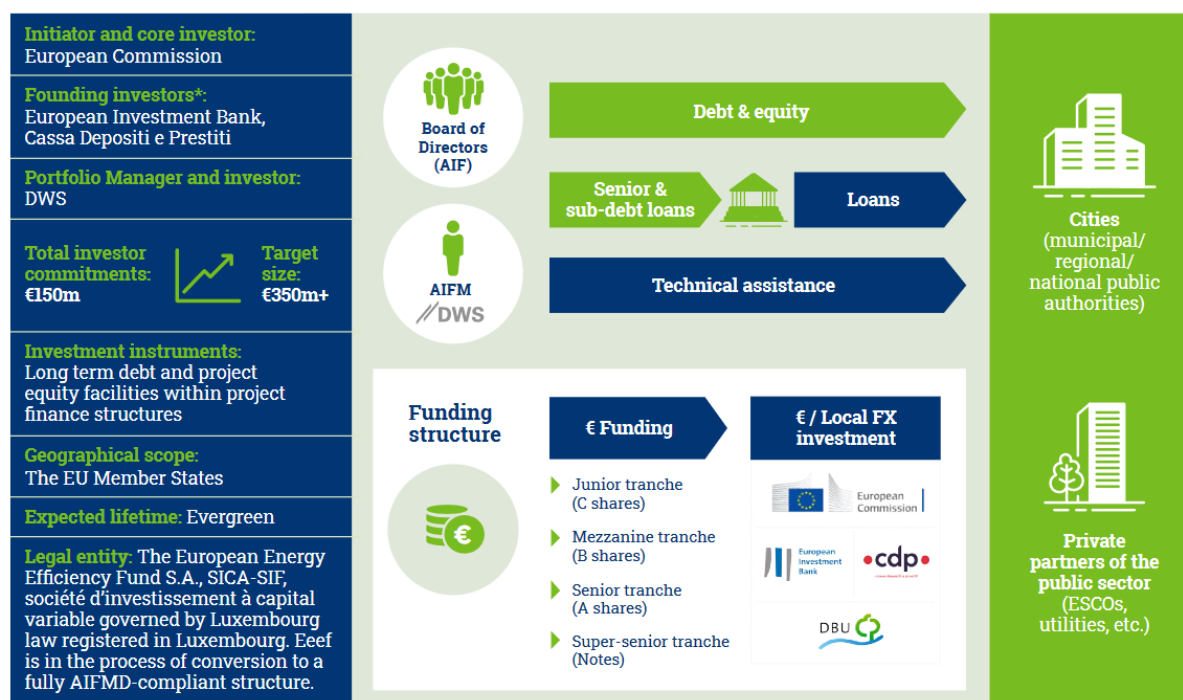 Initiator and core investor:
European Commission
Founding investors*:
European Investment Bank,
Cassa Depositi e Prestiti
Portfolio Manager and investor:
DWS
Total investor
commitments:
€150m
Target
size:
€350m+
Investment instruments:
Long term debt and project
equity facilities within project
finance structures
Geographical scope:
The EU Member States
Expected lifetime: Evergreen
Legal entity: The European Energy
Efficiency Fund S.A., SICA-SIF,
société d’investissement à capital
variable governed by Luxembourg
law registered in Luxembourg. Eeef
is in the process of conversion to a
fully AIFMD-compliant structure.
Board of
Directors
(AIF)
AIFM
DWS
Debt & equity
Senior &
sub-debt loans
Loans
Technical assistance
Funding
structure
€
€ Funding
Junior tranche
(C shares)
Mezzanine tranche
(B shares)
Senior tranche
(A shares)
Super-senior tranche
(Notes)
€ / Local FX
investment
European
Commission
European
Investment
Bank
cdp
DBU
Cities
(municipal/
regional/
national public
authorities)
Private
partners of the
public sector
(ESCOs,
utilities, etc.)